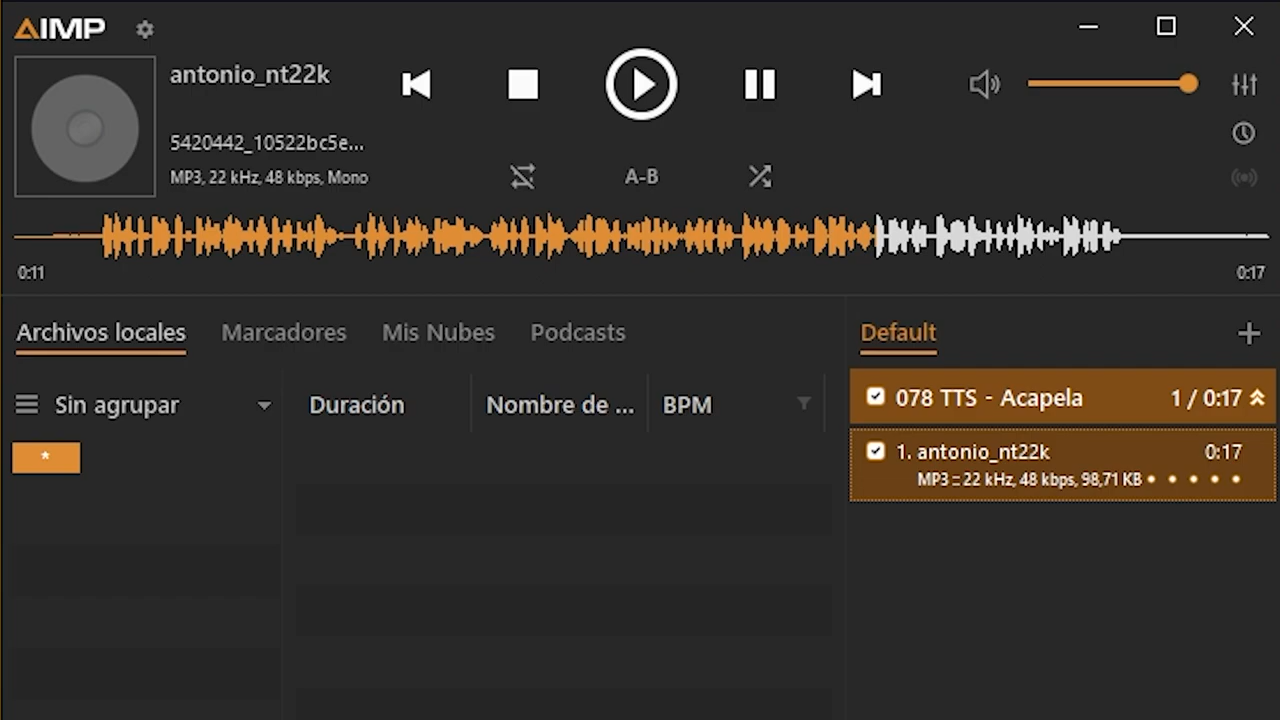 AIMP
antonio_nt22k
5420442_10522bc5e...
MP3, 22 kHz, 48 kbps, Mono
A-B
0:11
0:17
Archivos locales
Marcadores
Mis Nubes
Podcasts
Default
Sin agrupar
Duración
Nombre de ...
BPM
*
078 TTS - Acapela
1 / 0:17
1. antonio_nt22k
0:17
MP3 :: 22 kHz, 48 kbps, 98,71 KB